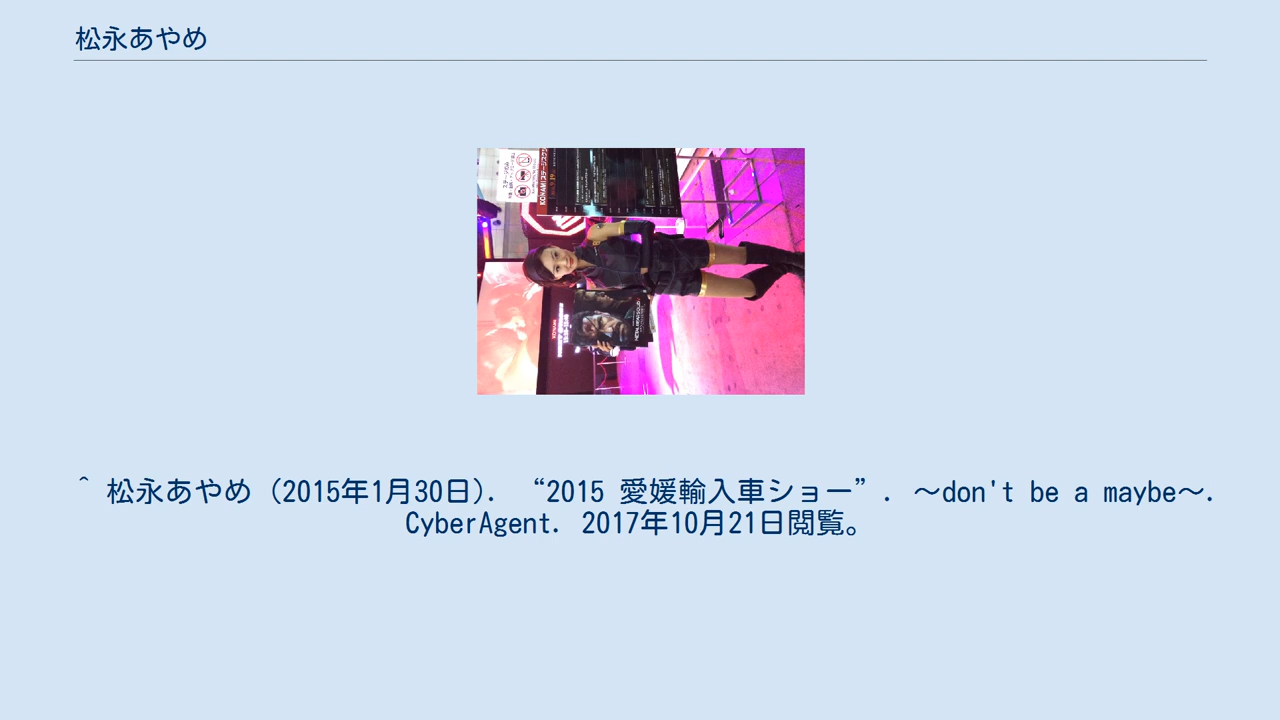 松永あやめ
^ 松永あやめ (2015年1月30日). “2015 愛媛輸入車ショー”. 〜don't be a maybe〜.
CyberAgent. 2017年10月21日閲覧。